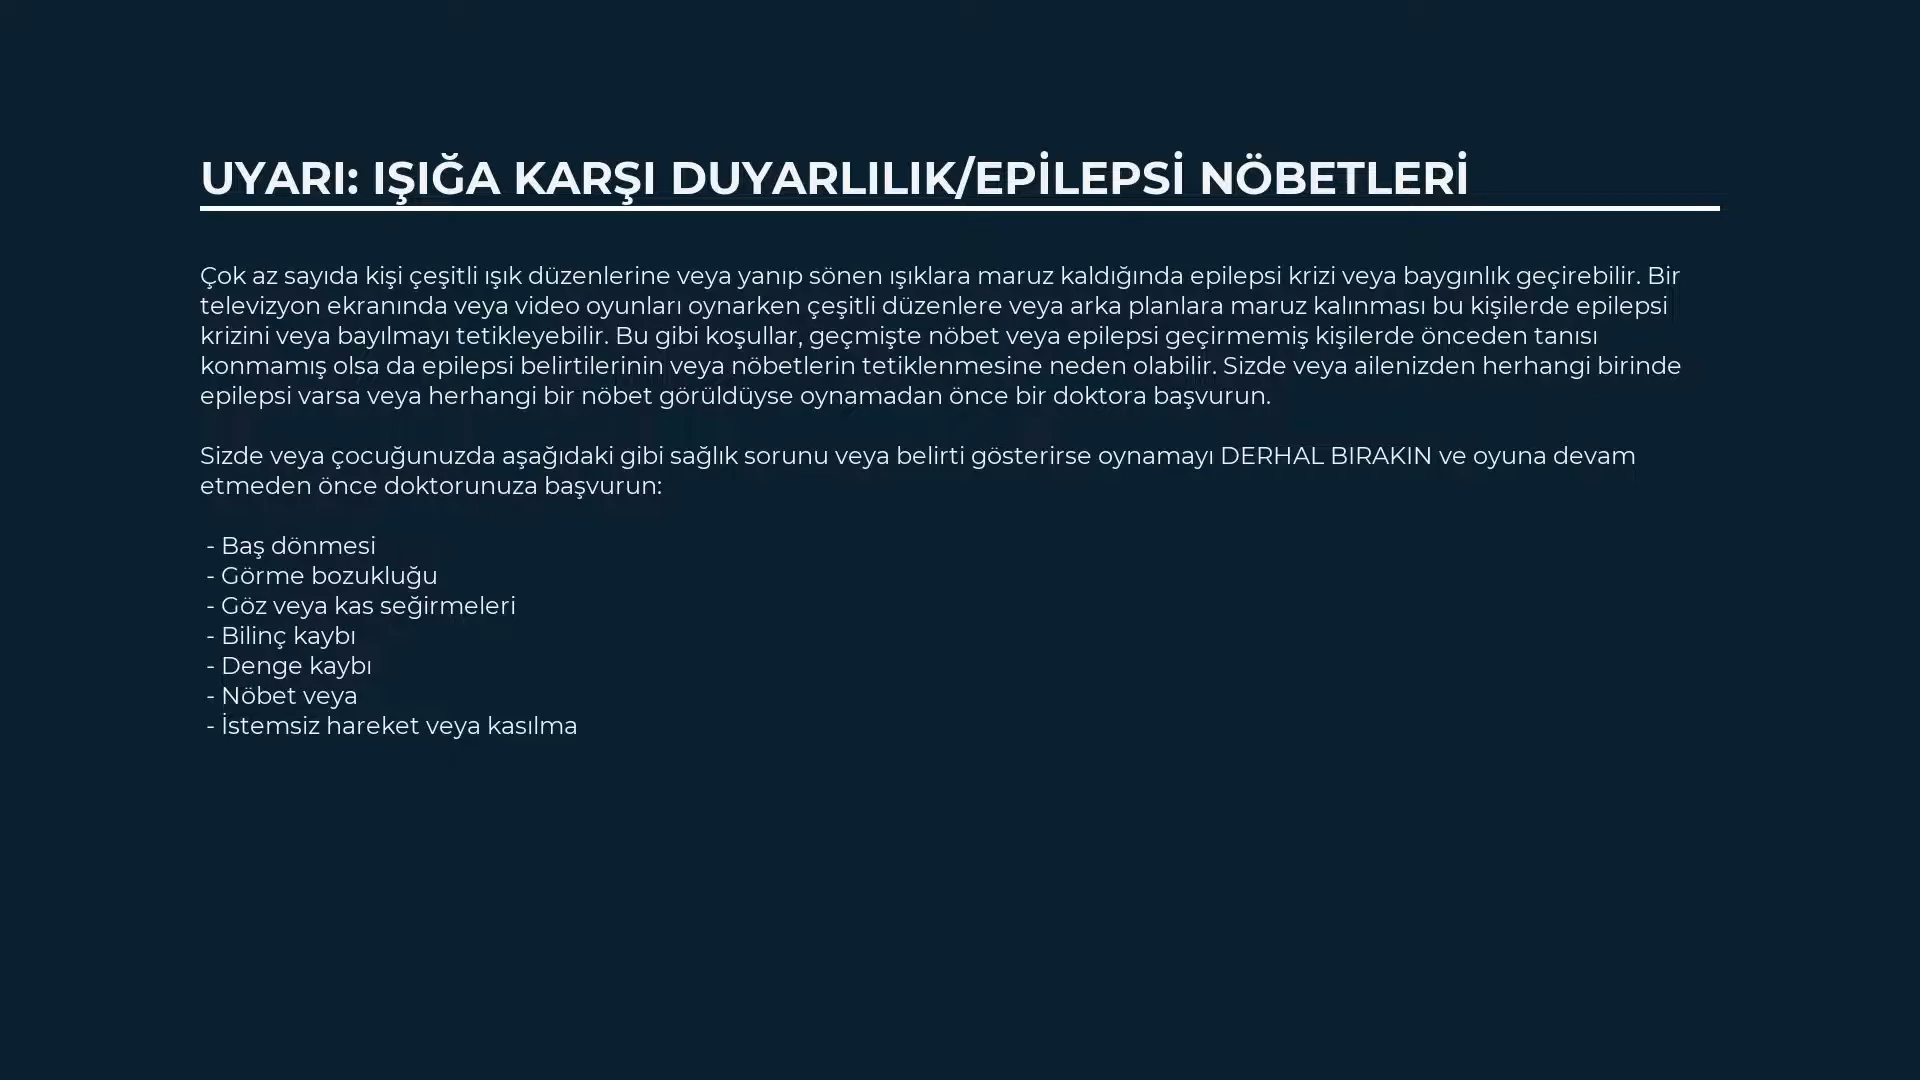 UYARI: IŞIĞA KARŞI DUYARLILIK/EPİLEPSİ NÖBETLERİ
Çok az sayıda kişi çeşitli ışık düzenlerine veya yanıp sönen ışıklara maruz kaldığında epilepsi krizi veya baygınlık geçirebilir. Bir
televizyon ekranında veya video oyunları oynarken çeşitli düzenlere veya arka planlara maruz kalınması bu kişilerde epilepsi
krizini veya bayılmayı tetikleyebilir. Bu gibi koşullar, geçmişte nöbet veya epilepsi geçirmemiş kişilerde önceden tanısı
konmamış olsa da epilepsi belirtilerinin veya nöbetlerin tetiklenmesine neden olabilir. Sizde veya ailenizden herhangi birinde
epilepsi varsa veya herhangi bir nöbet görüldüyse oynamadan önce bir doktora başvurun.
Sizde veya çocuğunuzda aşağıdaki gibi sağlık sorunu veya belirti gösterirse oynamayı DERHAL BIRAKIN ve oyuna devam
etmeden önce doktorunuza başvurun:
- Baş dönmesi
- Görme bozukluğu
- Göz veya kas seğirmeleri
- Bilinç kaybı
- Denge kaybı
- Nöbet veya
- İstemsiz hareket veya kasılma